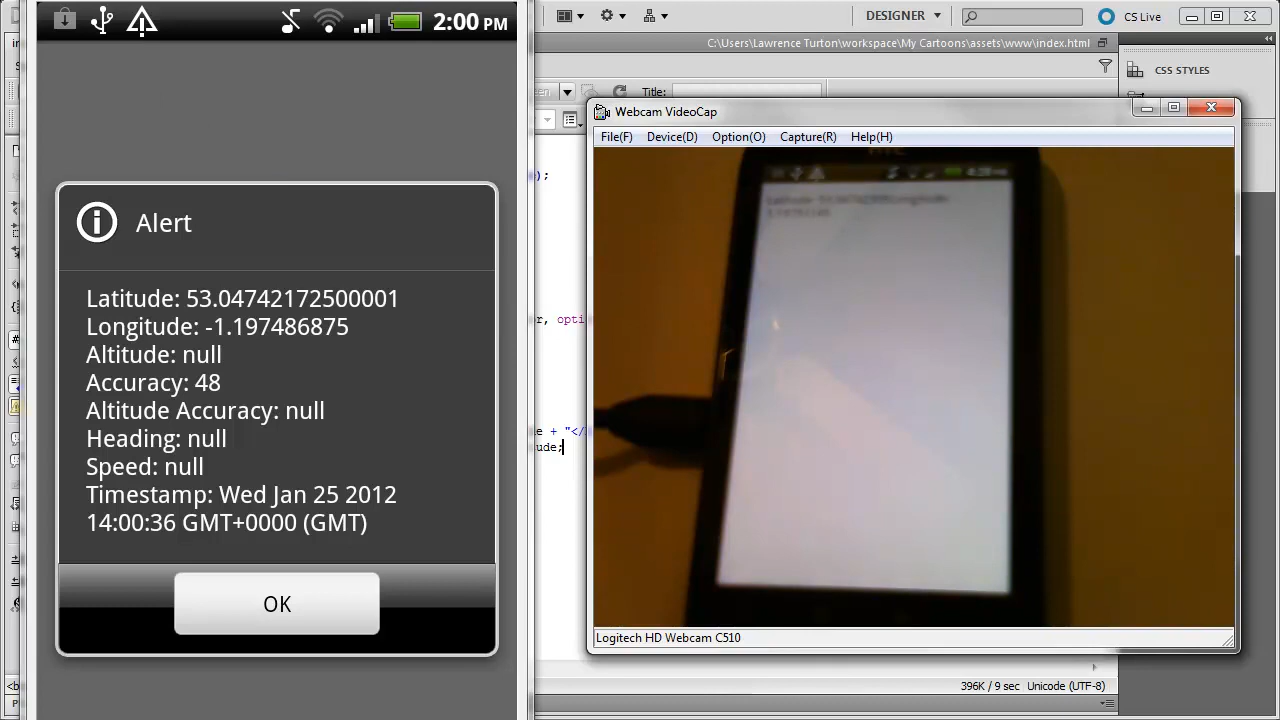 2:00 PM
Alert
Latitude: 53.04742172500001
Longitude: -1.197486875
Altitude: null
Accuracy: 48
Altitude Accuracy: null
Heading: null
Speed: null
Timestamp: Wed Jan 25 2012
14:00:36 GMT+0000 (GMT)
OK
DESIGNER
CS Live
C:\Users\Lawrence Turton\workspace\My Cartoons\assets\www\index.html
CSS STYLES
Title:
Webcam VideoCap
File(F) Device(D) Option(O) Capture(R) Help(H)
);
r, opti
e + "</
ude;
Logitech HD Webcam C510
396K / 9 sec Unicode (UTF-8)